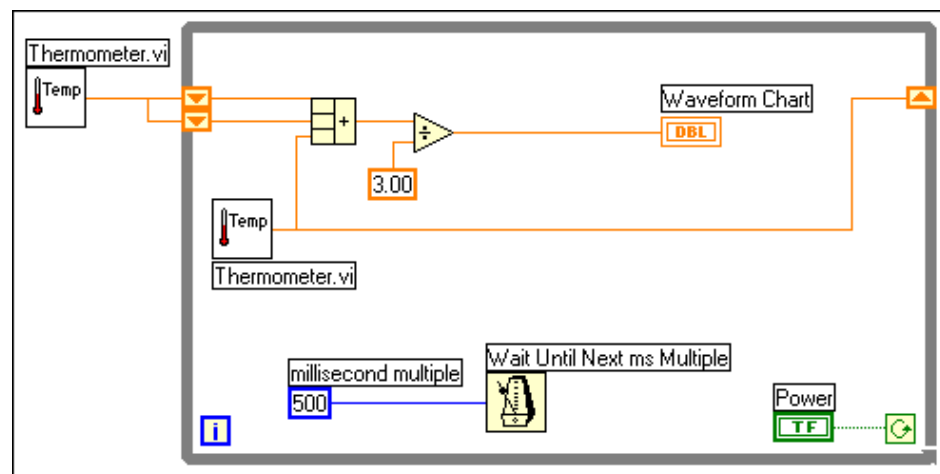 Thermometer.vi
Temp
Waveform Chart
DBL
+
÷
3.00
Temp
Thermometer.vi
millisecond multiple
500
Wait Until Next ms Multiple
Power
TF
i